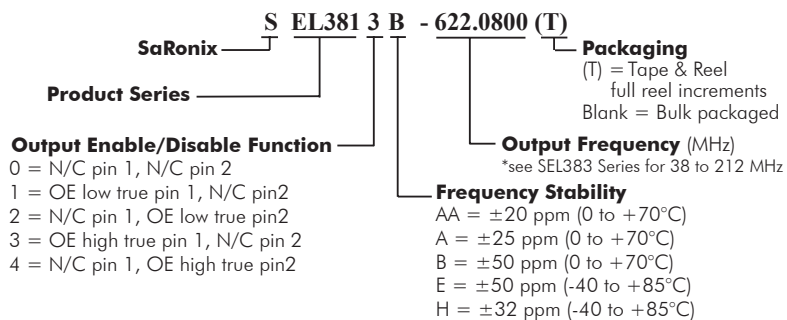 S EL381 3 B - 622.0800 (T)
SaRonix
Packaging
(T) = Tape & Reel
full reel increments
Blank = Bulk packaged
Product Series
Output Enable/Disable Function
0 = N/C pin 1, N/C pin 2
1 = OE low true pin 1, N/C pin2
2 = N/C pin 1, OE low true pin2
3 = OE high true pin 1, N/C pin 2
4 = N/C pin 1, OE high true pin2
Output Frequency (MHz)
*see SEL383 Series for 38 to 212 MHz
Frequency Stability
AA = ±20 ppm (0 to +70°C)
A = ±25 ppm (0 to +70°C)
B = ±50 ppm (0 to +70°C)
E = ±50 ppm (-40 to +85°C)
H = ±32 ppm (-40 to +85°C)